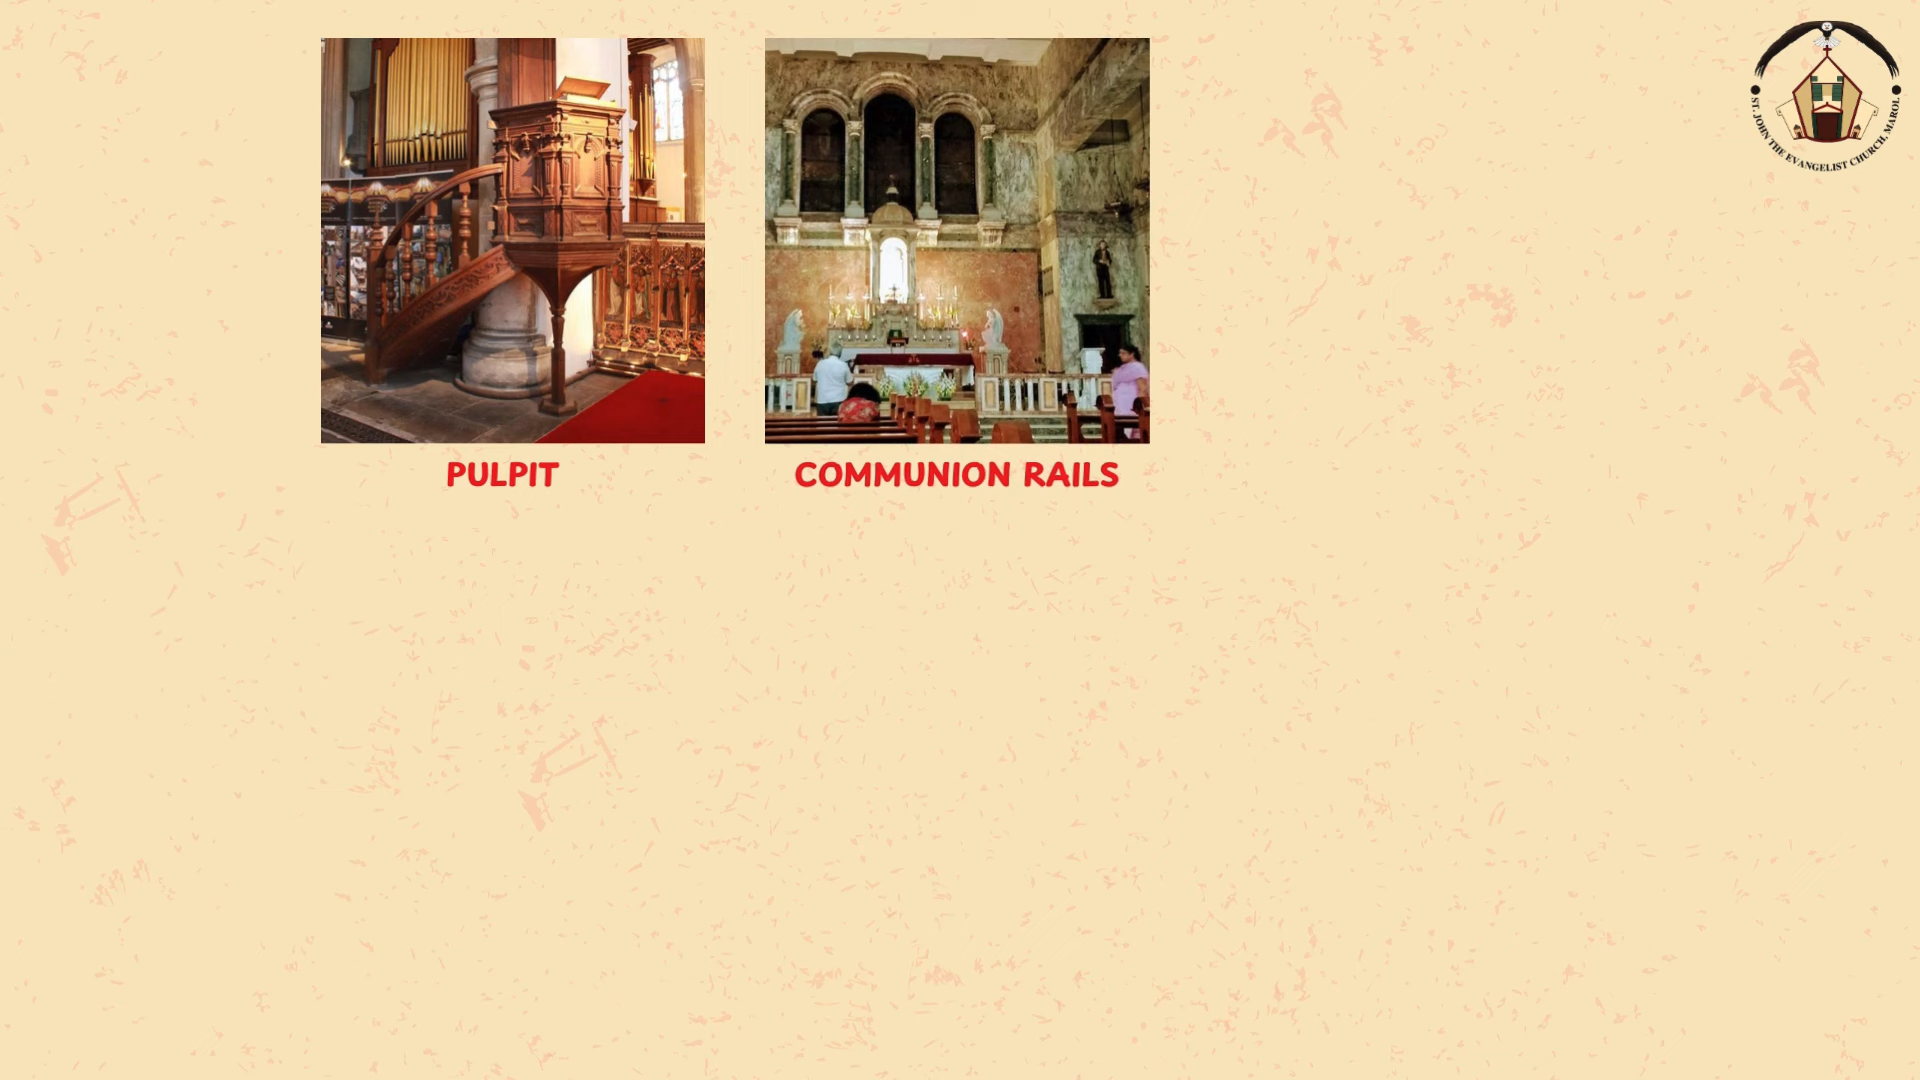 ST. JOHN THE EVANGELIST CHURCH, MAROL
PULPIT
COMMUNION RAILS